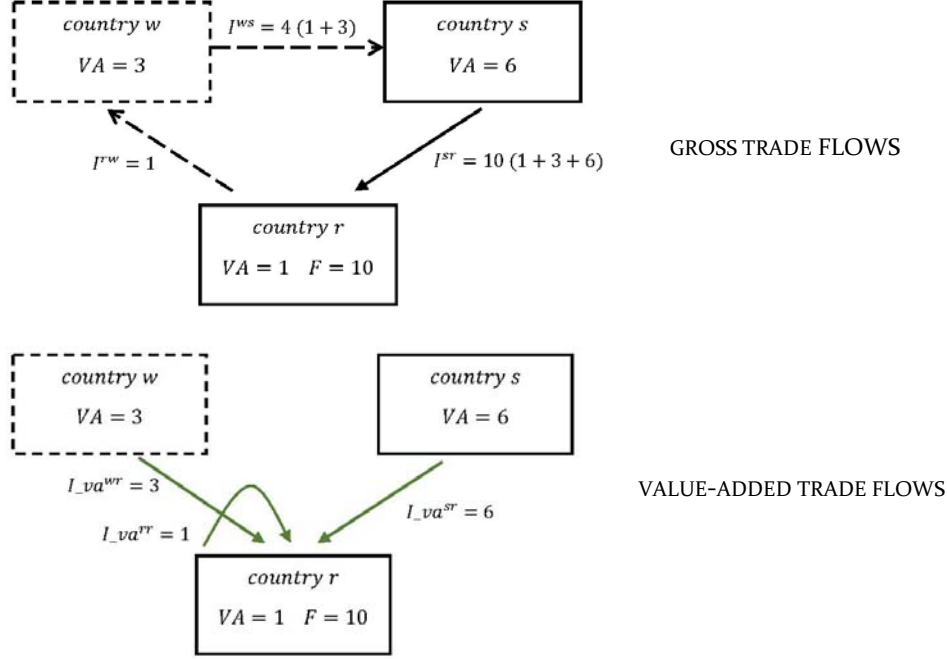 country w
VA = 3
I^{ws} = 4 (1 + 3)
country s
VA = 6
I^{rw} = 1
I^{sr} = 10 (1 + 3 + 6)
GROSS TRADE FLOWS
country r
VA = 1 F = 10
country w
VA = 3
country s
VA = 6
I_va^{wr} = 3
I_va^{sr} = 6
VALUE-ADDED TRADE FLOWS
I_va^{rr} = 1
country r
VA = 1 F = 10